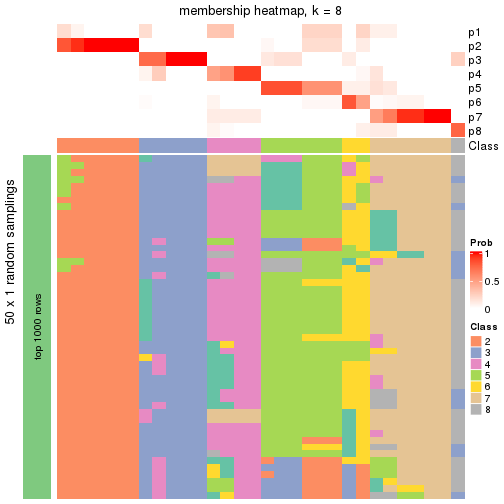 membership heatmap, k = 8
p1
p2
p3
p4
p5
p6
p7
p8
Class
50 x 1 random samplings
top 1000 rows
Prob
1
0.5
0
Class
2
3
4
5
6
7
8